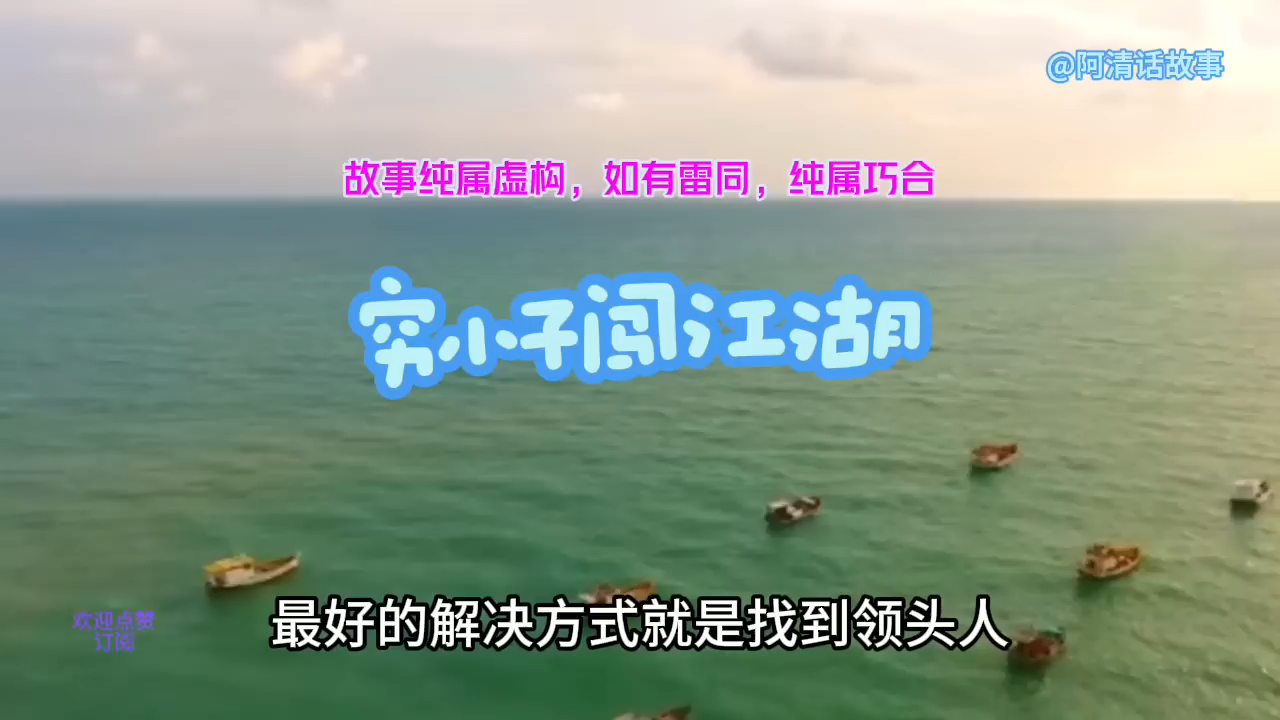 @阿清话故事
故事纯属虚构，如有雷同，纯属巧合
穷小子闯江湖
欢迎点赞
订阅
最好的解决方式就是找到领头人